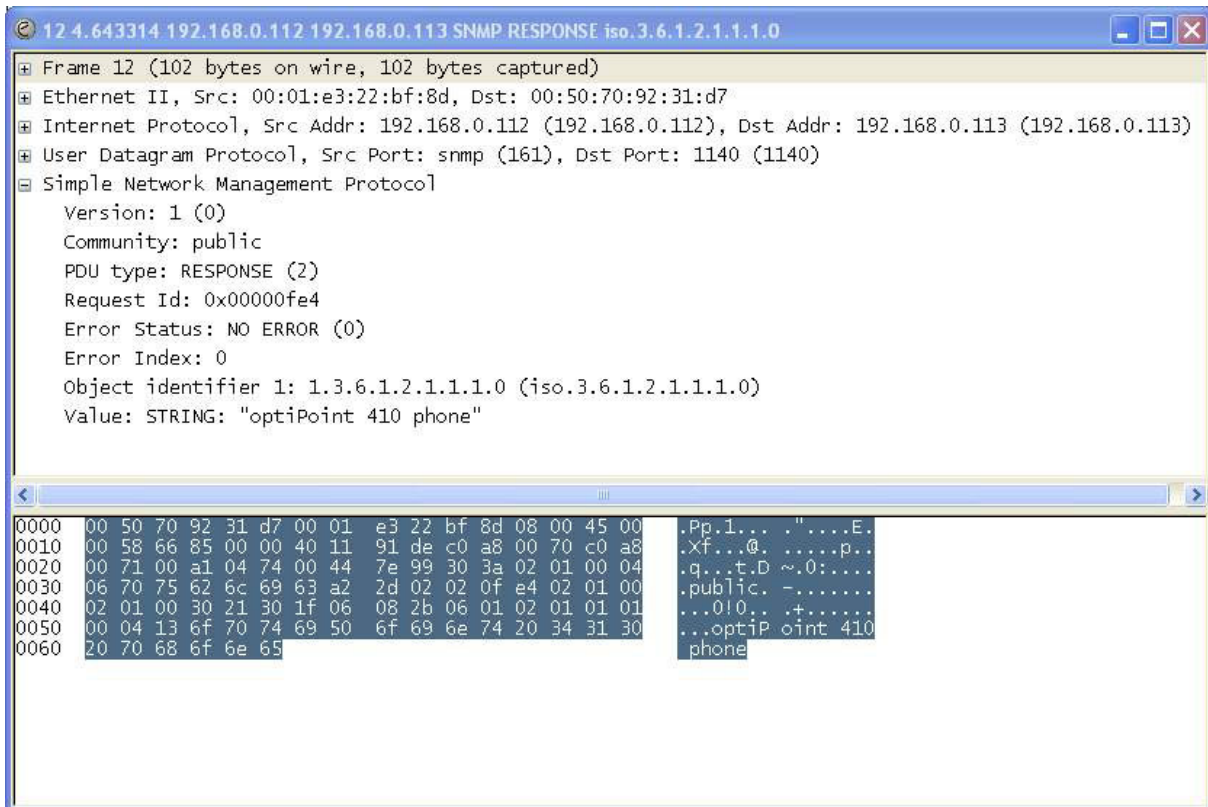 12 4.643314 192.168.0.112 192.168.0.113 SNMP RESPONSE iso.3.6.1.2.1.1.1.0
Frame 12 (102 bytes on wire, 102 bytes captured)
Ethernet II, Src: 00:01:e3:22:bf:8d, Dst: 00:50:70:92:31:d7
Internet Protocol, Src Addr: 192.168.0.112 (192.168.0.112), Dst Addr: 192.168.0.113 (192.168.0.113)
User Datagram Protocol, Src Port: snmp (161), Dst Port: 1140 (1140)
Simple Network Management Protocol
Version: 1 (0)
Community: public
PDU type: RESPONSE (2)
Request Id: 0x00000fe4
Error Status: NO ERROR (0)
Error Index: 0
Object identifier 1: 1.3.6.1.2.1.1.1.0 (iso.3.6.1.2.1.1.1.0)
Value: STRING: "optiPoint 410 phone"
0000 00 50 70 92 31 d7 00 01 e3 22 bf 8d 08 00 45 00 .Pp.1... ."....E.
0010 00 58 66 85 00 00 40 11 91 de c0 a8 00 70 c0 a8 .Xf...@. .....p..
0020 00 71 00 a1 04 74 00 44 7e 99 30 3a 02 01 00 04 .q...t.D ~.0:....
0030 06 70 75 62 6c 69 63 a2 2d 02 02 0f e4 02 01 00 .public. -.......
0040 02 01 00 30 21 30 1f 06 08 2b 06 01 02 01 01 01 ...0!0.. .+......
0050 00 04 13 6f 70 74 69 50 6f 69 6e 74 20 34 31 30 ...optiP oint 410
0060 20 70 68 6f 6e 65 phone